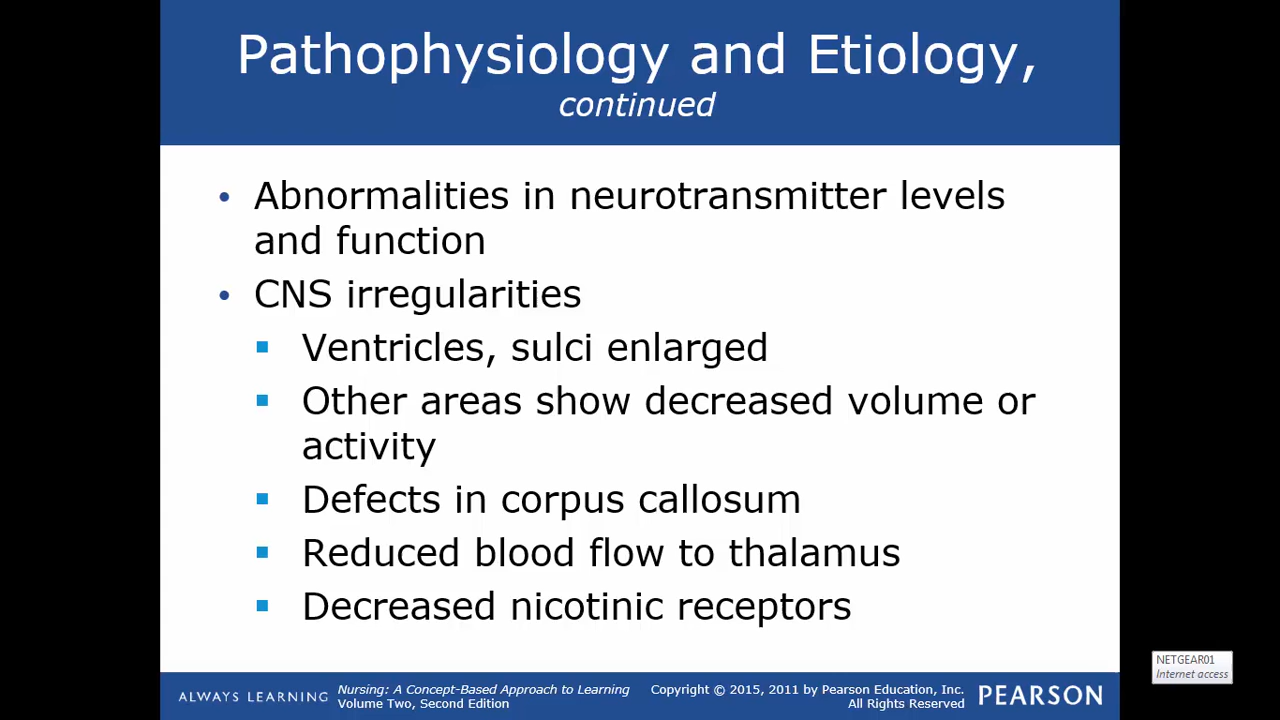 Pathophysiology and Etiology,
continued
• Abnormalities in neurotransmitter levels
and function
• CNS irregularities
▪ Ventricles, sulci enlarged
▪ Other areas show decreased volume or
activity
▪ Defects in corpus callosum
▪ Reduced blood flow to thalamus
▪ Decreased nicotinic receptors
NETGEAR01
Internet access
ALWAYS LEARNING
Nursing: A Concept-Based Approach to Learning
Volume Two, Second Edition
Copyright © 2015, 2011 by Pearson Education, Inc.
All Rights Reserved
PEARSON